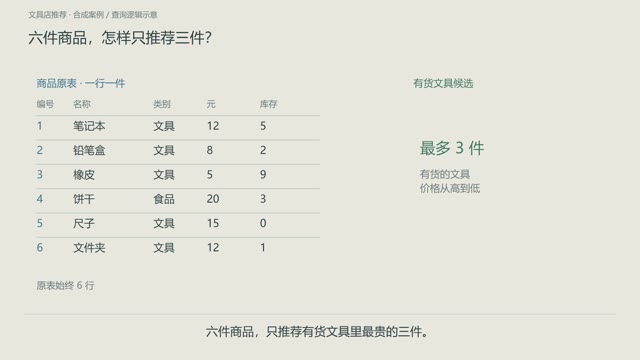 文具店推荐 · 合成案例 / 查询逻辑示意
六件商品，怎样只推荐三件？
商品原表 · 一行一件
编号 名称 类别 元 库存
1 笔记本 文具 12 5
2 铅笔盒 文具 8 2
3 橡皮 文具 5 9
4 饼干 食品 20 3
5 尺子 文具 15 0
6 文件夹 文具 12 1
原表始终 6 行
有货文具候选
最多 3 件
有货的文具
价格从高到低
六件商品，只推荐有货文具里最贵的三件。